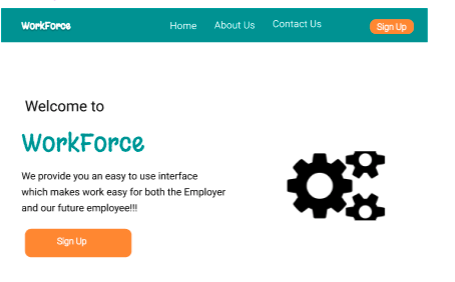 WorkForce
Home About Us Contact Us
Sign Up
Welcome to
WorkForce
We provide you an easy to use interface
which makes work easy for both the Employer
and our future employee!!!
Sign Up